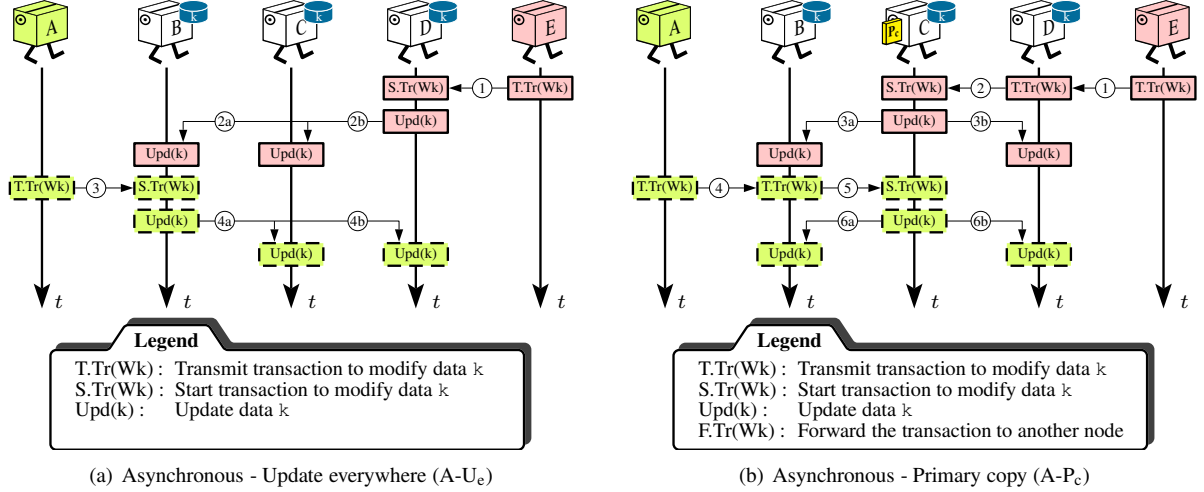 A B k C k D k E
S.Tr(Wk) 1 T.Tr(Wk)
2a 2b Upd(k)
Upd(k) Upd(k)
T.Tr(Wk) 3 S.Tr(Wk)
Upd(k) 4a 4b
Upd(k) Upd(k)
t t t t t
Legend
T.Tr(Wk) : Transmit transaction to modify data k
S.Tr(Wk) : Start transaction to modify data k
Upd(k) : Update data k
(a) Asynchronous - Update everywhere (A-Ue)
A B k Pc C k D k E
S.Tr(Wk) 2 T.Tr(Wk) 1 T.Tr(Wk)
3a Upd(k) 3b
Upd(k) Upd(k)
T.Tr(Wk) 4 T.Tr(Wk) 5 S.Tr(Wk)
6a Upd(k) 6b
Upd(k) Upd(k)
t t t t t
Legend
T.Tr(Wk) : Transmit transaction to modify data k
S.Tr(Wk) : Start transaction to modify data k
Upd(k) : Update data k
F.Tr(Wk) : Forward the transaction to another node
(b) Asynchronous - Primary copy (A-Pc)